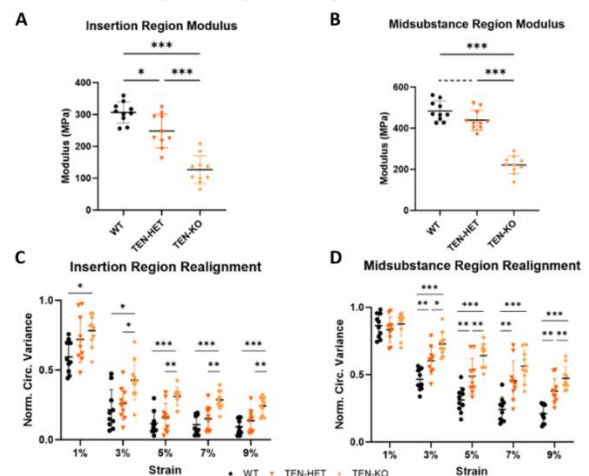 A
Insertion Region Modulus
***
*
***
Modulus (MPa)
400
300
200
100
0
WT
TEN-HET
TEN-KO
B
Midsubstance Region Modulus
***
***
Modulus (MPa)
600
400
200
0
WT
TEN-HET
TEN-KO
C
Insertion Region Realignment
Norm. Circ. Variance
1.0
0.5
0.0
*
*
*
***
**
***
**
***
**
1%
3%
5%
7%
9%
Strain
D
Midsubstance Region Realignment
Norm. Circ. Variance
1.0
0.5
0.0
***
** *
***
** **
***
**
***
** **
1%
3%
5%
7%
9%
Strain
WT TEN-HET TEN-KO